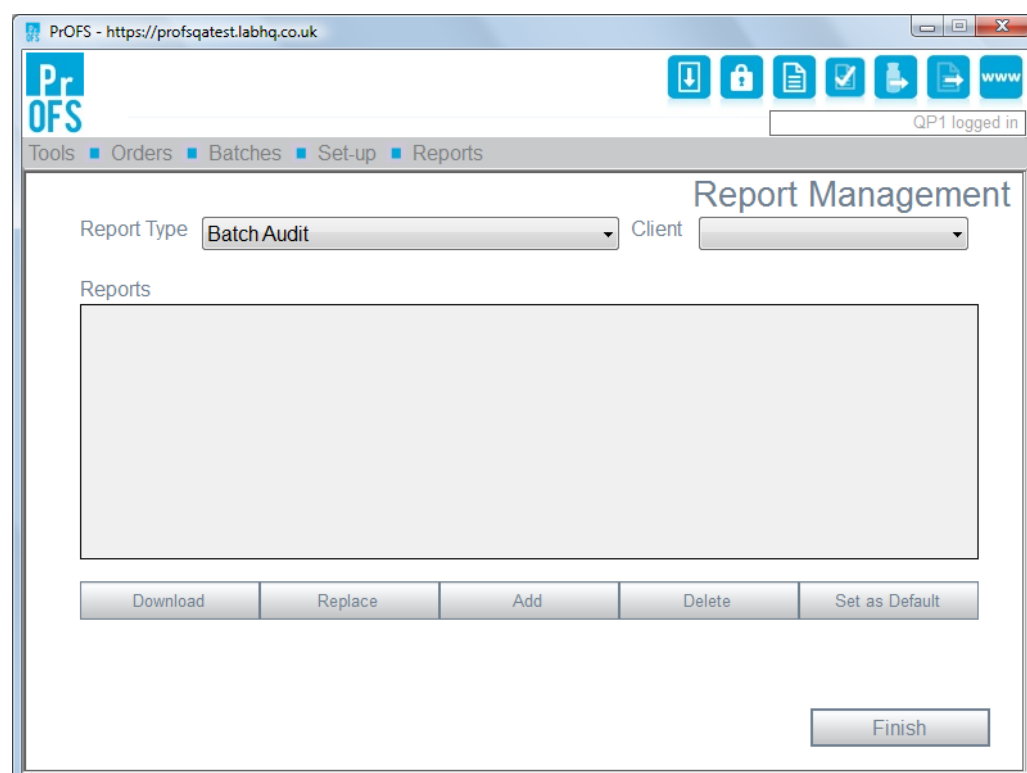 PrOFS - https://profsqatest.labhq.co.uk
Pr
OFS
www
QP1 logged in
Tools Orders Batches Set-up Reports
Report Management
Report Type Batch Audit Client
Reports
Download Replace Add Delete Set as Default
Finish